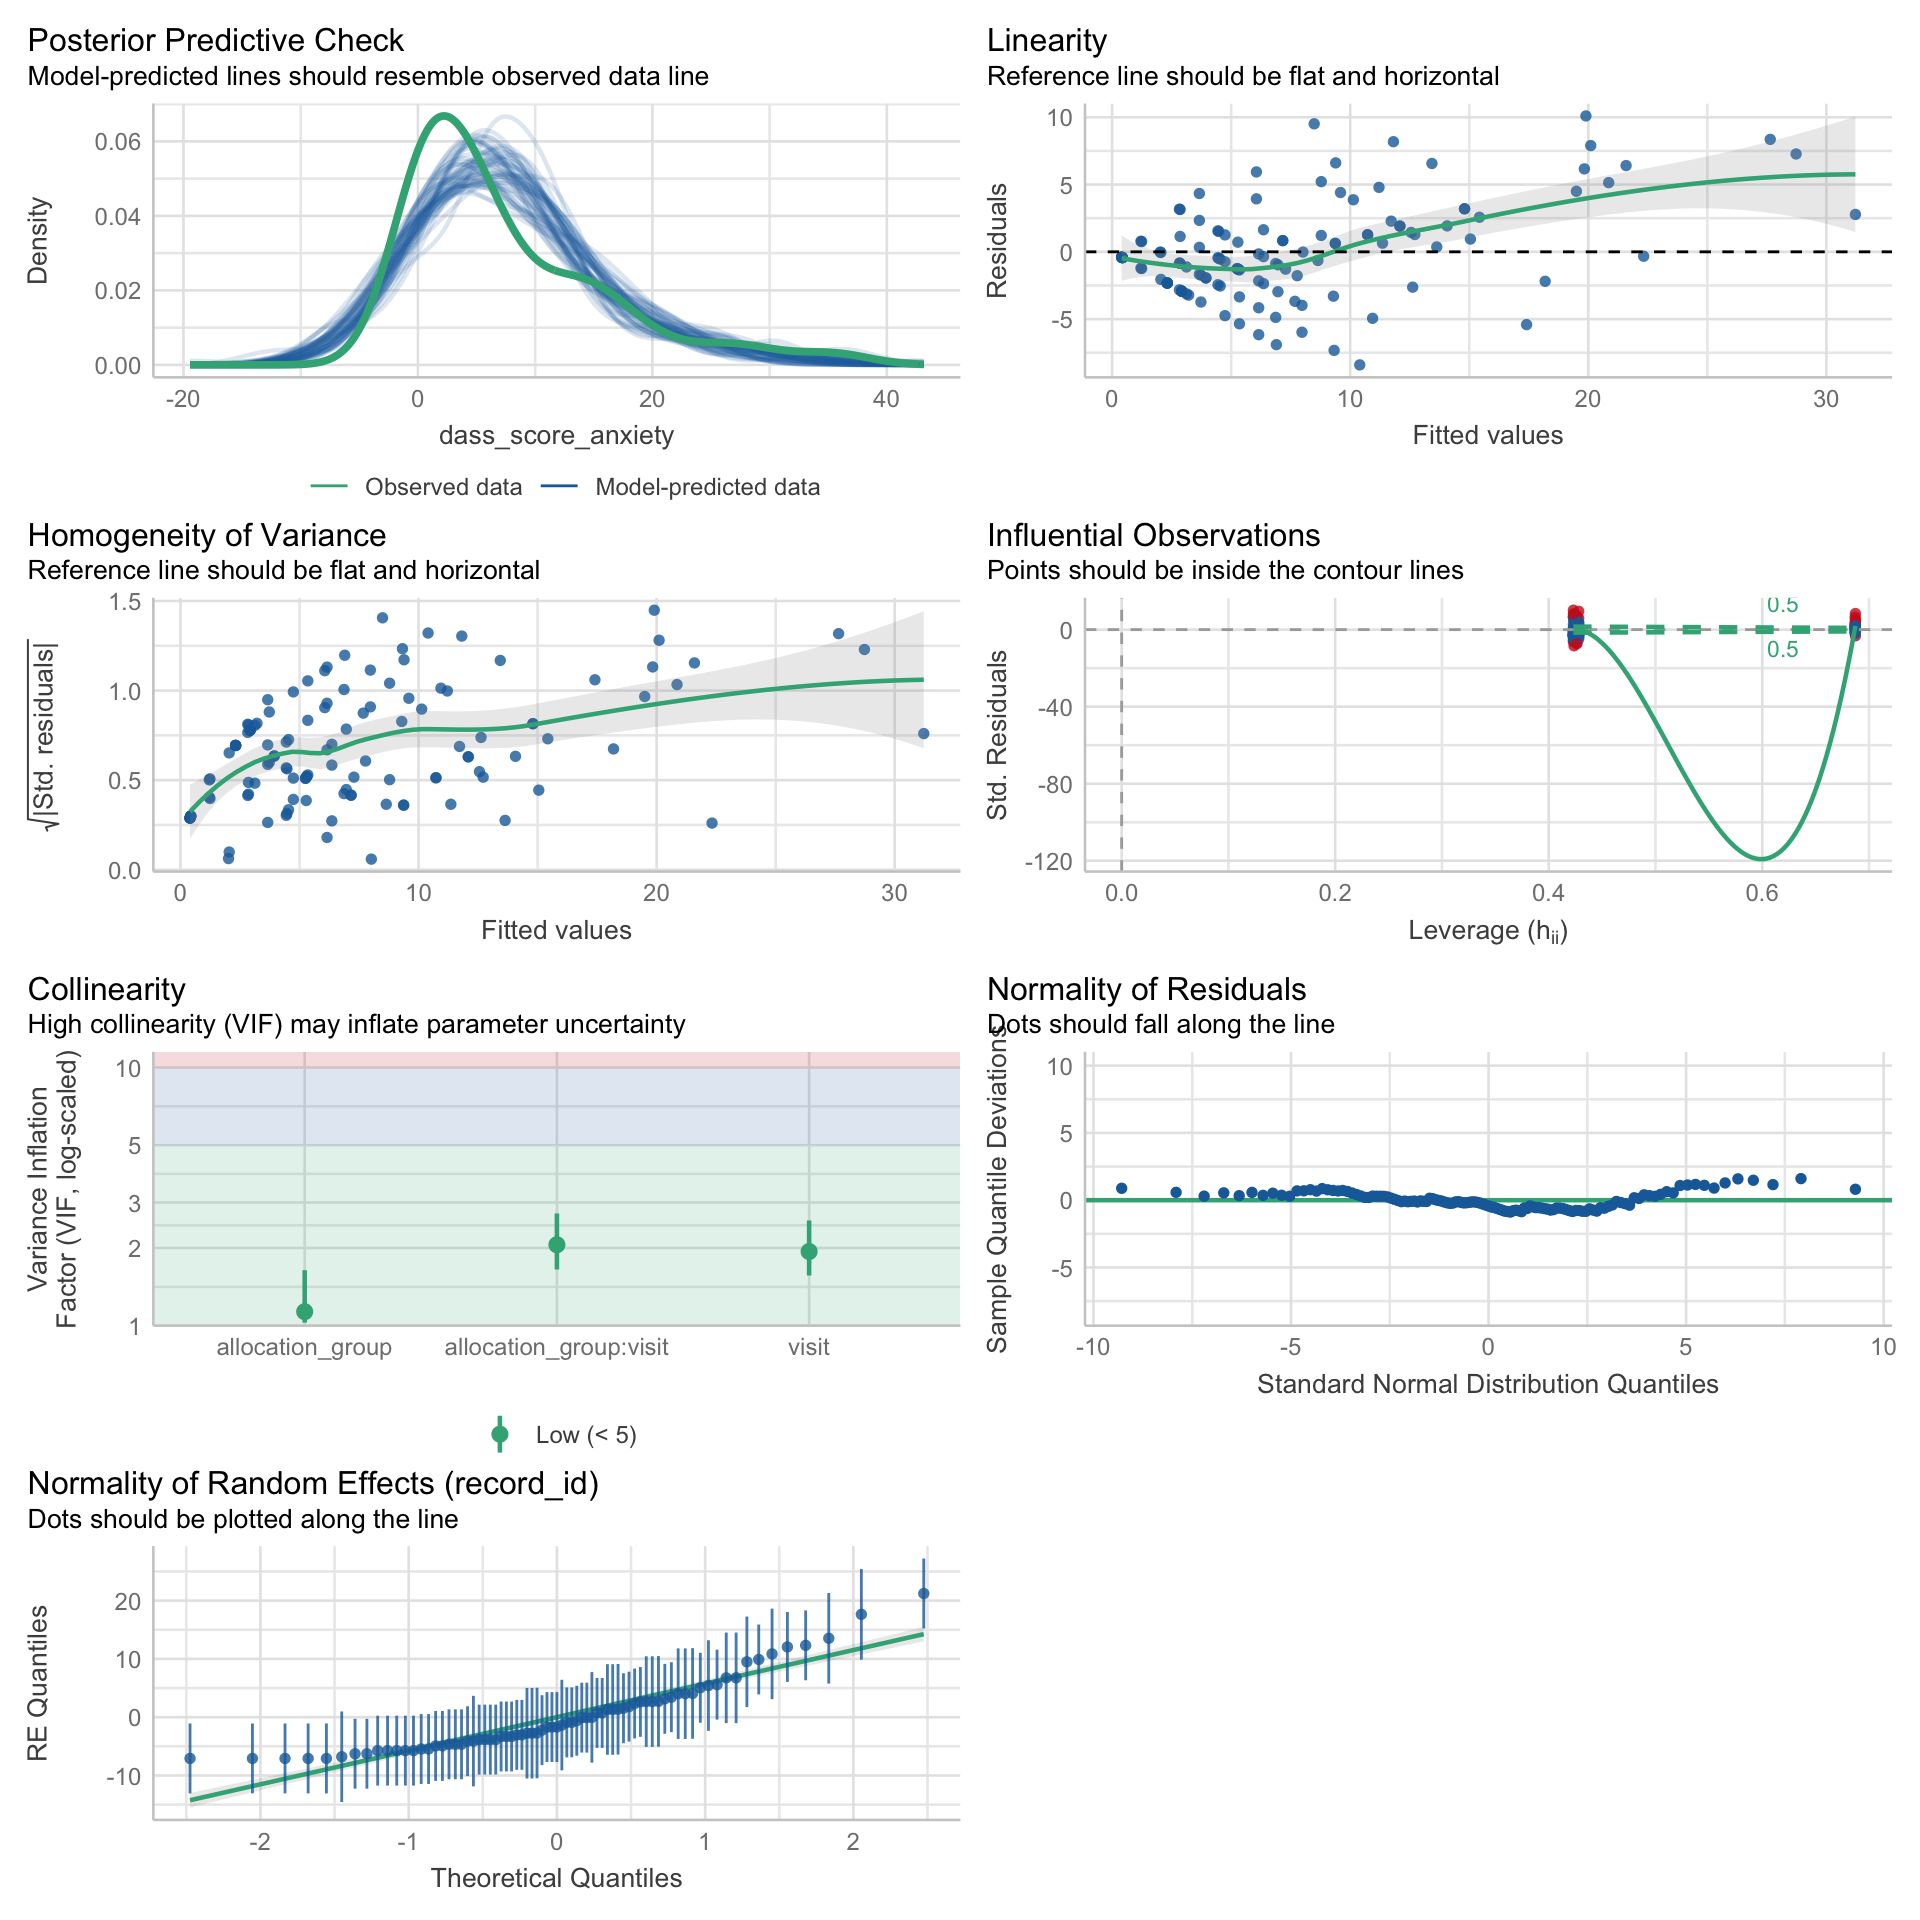 Posterior Predictive Check
Model-predicted lines should resemble observed data line
0.06
0.04
0.02
0.00
Density
-20
0
20
40
dass_score_anxiety
Observed data
Model-predicted data
Linearity
Reference line should be flat and horizontal
10
5
0
-5
Residuals
0
10
20
30
Fitted values
Homogeneity of Variance
Reference line should be flat and horizontal
1.5
1.0
0.5
0.0
√|Std. residuals|
0
10
20
30
Fitted values
Influential Observations
Points should be inside the contour lines
0.5
0.5
0
-40
-80
-120
Std. Residuals
0.0
0.2
0.4
0.6
Leverage (hii)
Collinearity
High collinearity (VIF) may inflate parameter uncertainty
10
5
3
2
1
Variance Inflation
Factor (VIF, log-scaled)
allocation_group
allocation_group:visit
visit
Low (< 5)
Normality of Residuals
Dots should fall along the line
10
5
0
-5
Sample Quantile Deviations
-10
-5
0
5
10
Standard Normal Distribution Quantiles
Normality of Random Effects (record_id)
Dots should be plotted along the line
20
10
0
-10
RE Quantiles
-2
-1
0
1
2
Theoretical Quantiles